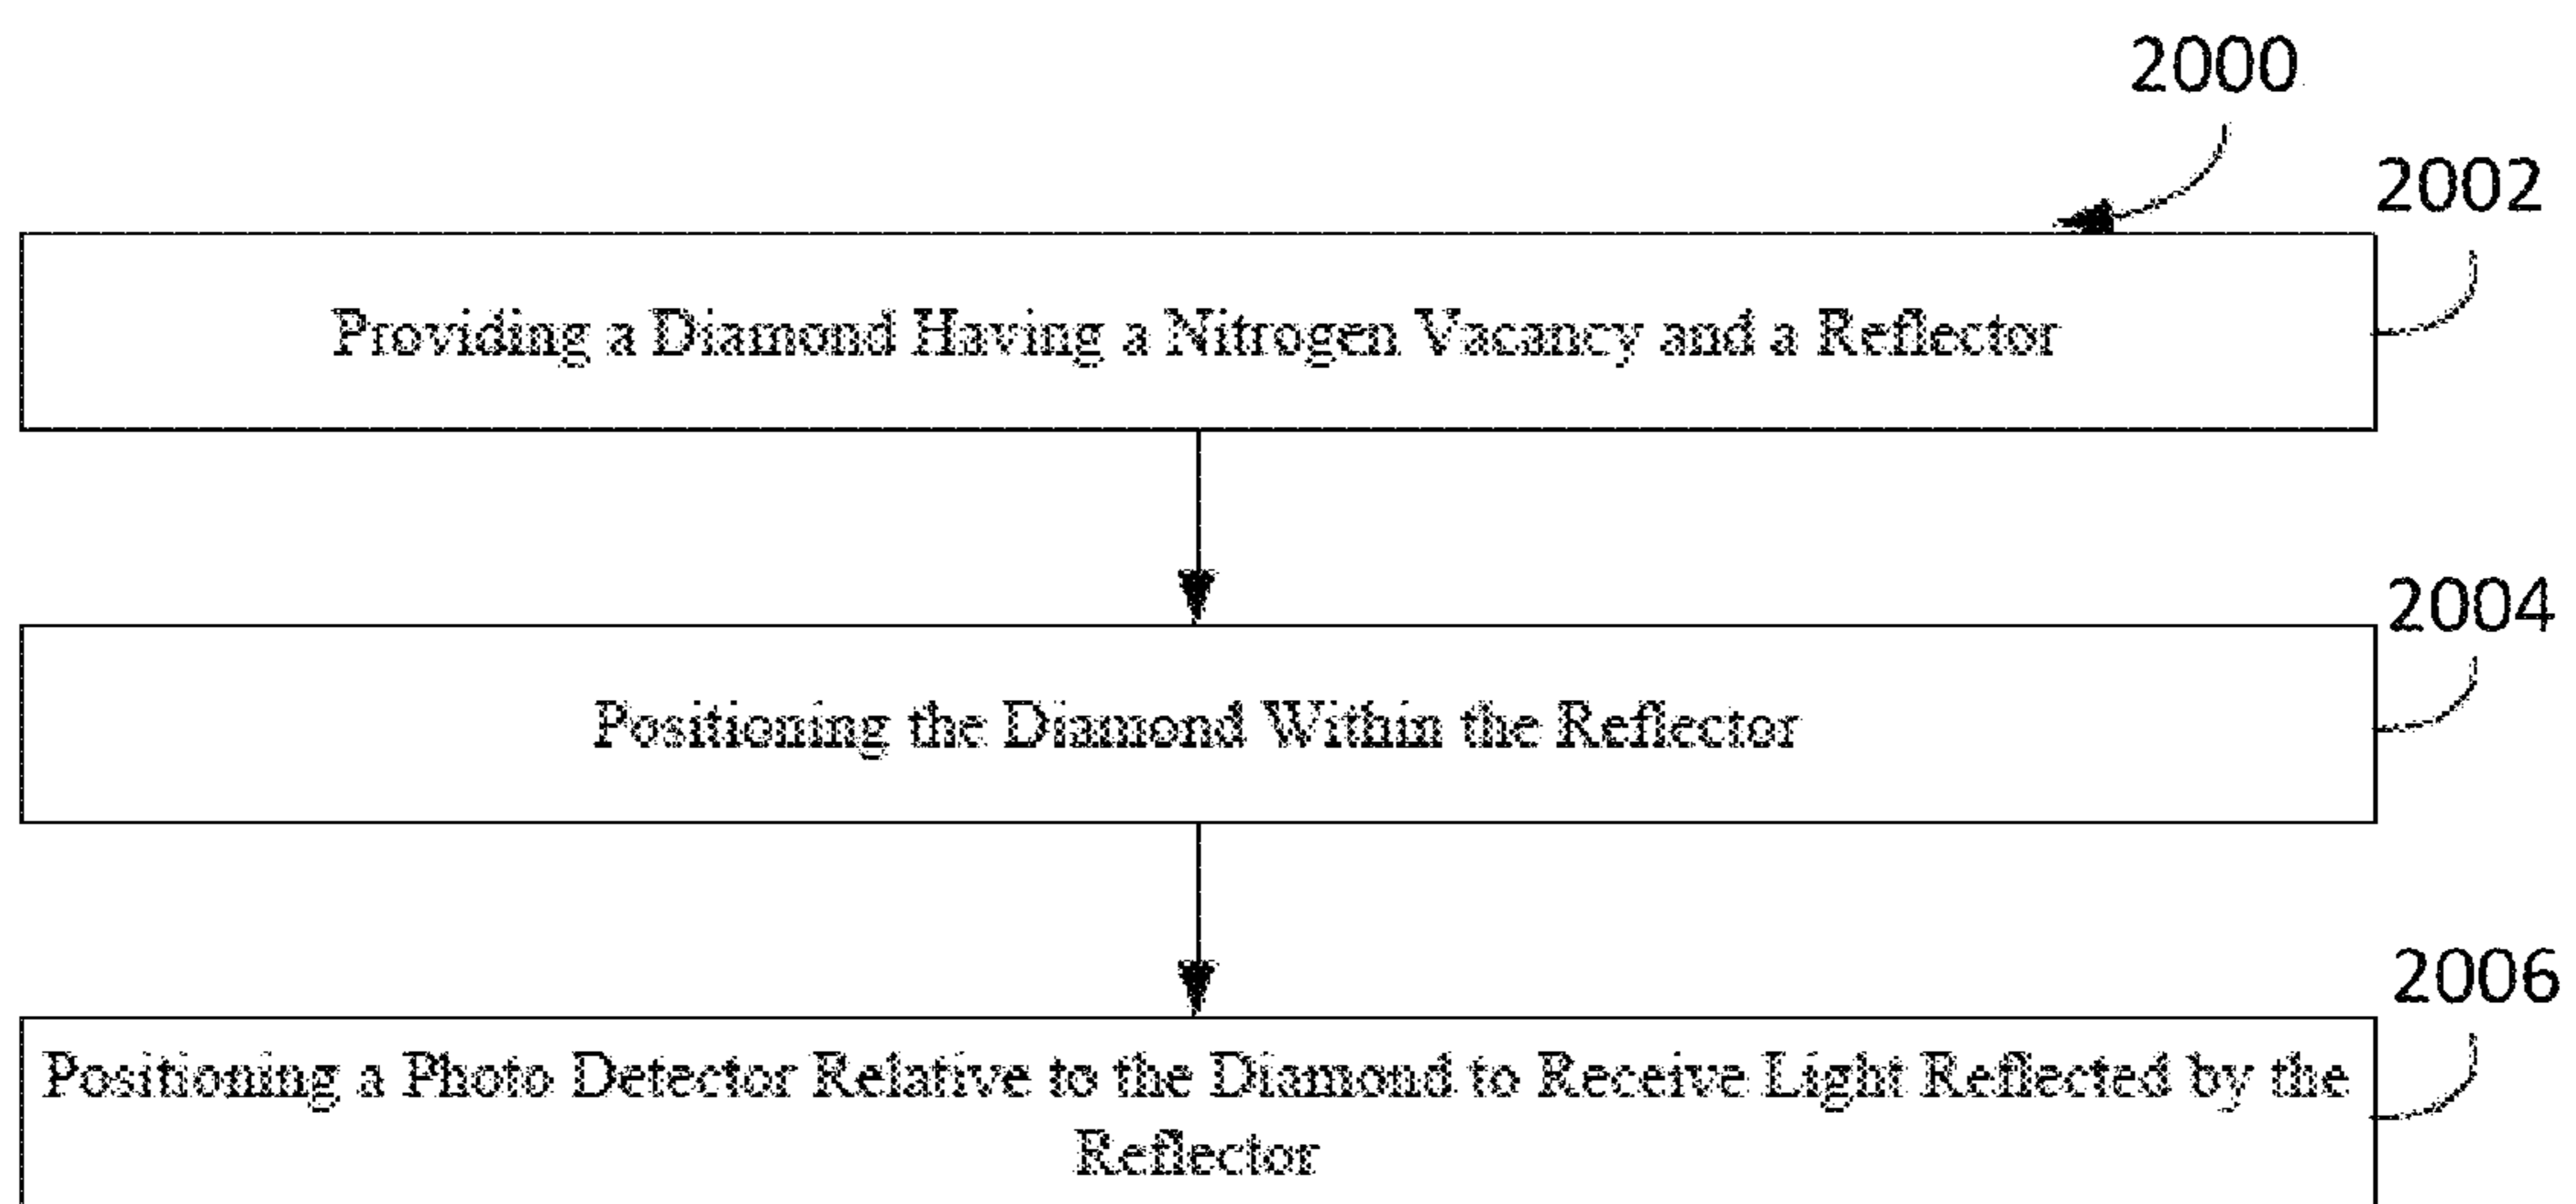 2000
2002
Providing a Diamond Having a Nitrogen Vacancy and a Reflector
2004
Positioning the Diamond Within the Reflector
2006
Positioning a Photo Detector Relative to the Diamond to Receive Light Reflected by the
Reflector